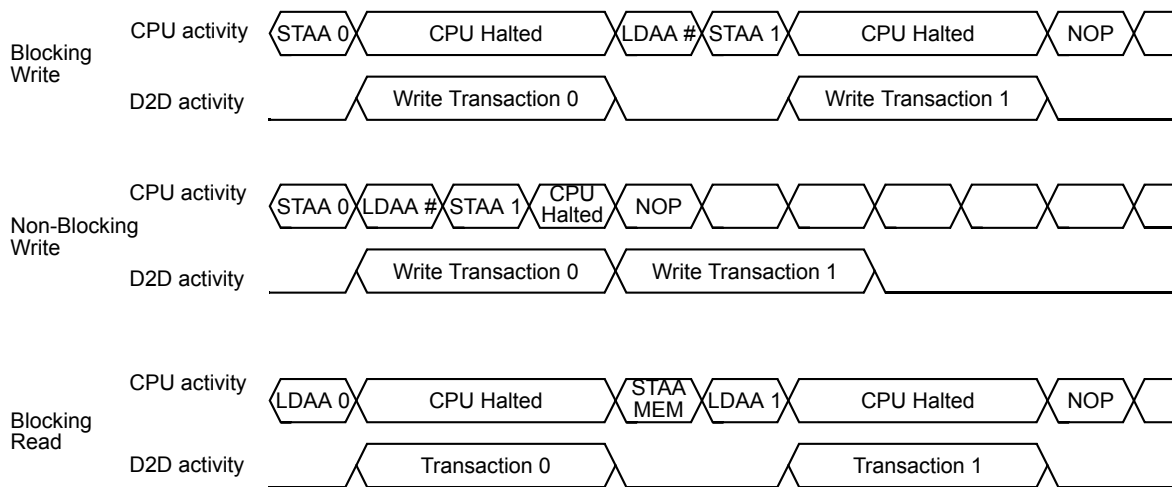 CPU activity
STAA 0
CPU Halted
LDAA #
STAA 1
CPU Halted
NOP
Blocking
Write
D2D activity
Write Transaction 0
Write Transaction 1
CPU activity
STAA 0
LDAA #
STAA 1
CPU
Halted
NOP
Non-Blocking
Write
D2D activity
Write Transaction 0
Write Transaction 1
CPU activity
LDAA 0
CPU Halted
STAA
MEM
LDAA 1
CPU Halted
NOP
Blocking
Read
D2D activity
Transaction 0
Transaction 1